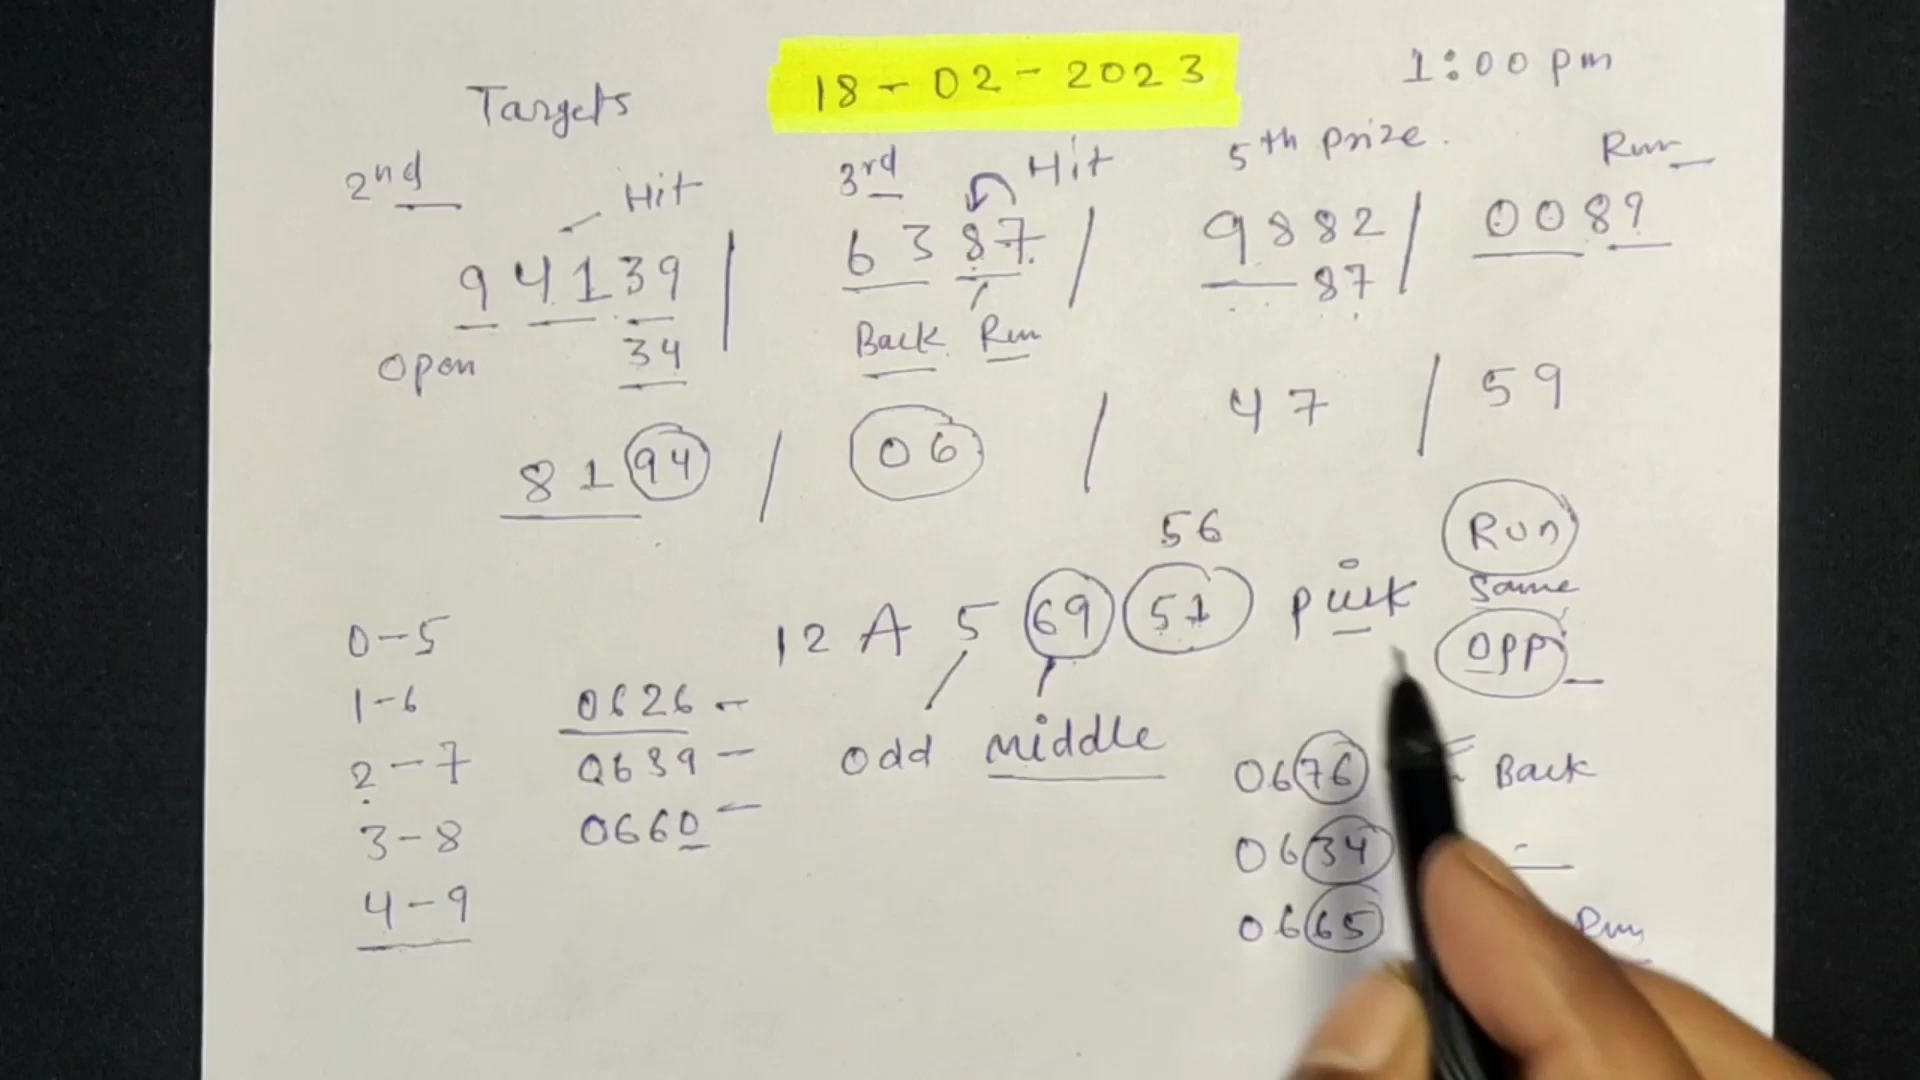 Targets 18-02-2023 1:00 pm
2nd Hit 3rd Hit 5th prize. Run
94139 / 6387 / 9882 / 0089
34 87
Open Back Run
8194 / 06 / 47 / 59
56 Run
12 A 5 69 51 Same
Opp
0-5
1-6 0626 -
odd middle
2-7 0639 - 0676 Back
3-8 0660 - 0634 -
4-9 0665 Run